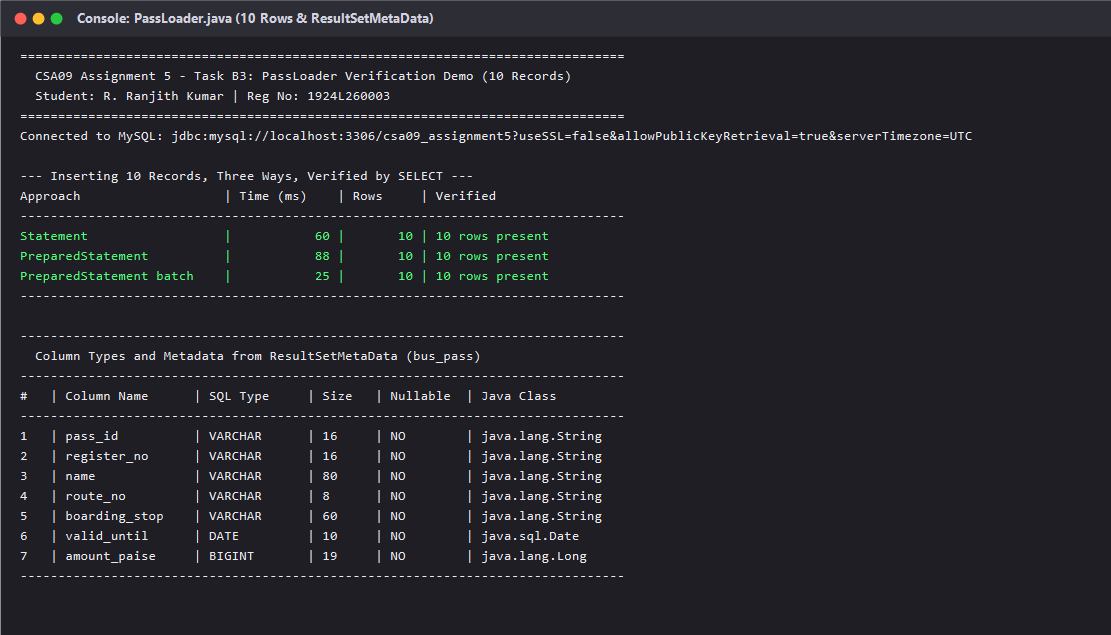 Console: PassLoader.java (10 Rows & ResultSetMetaData)
================================================================================
CSA09 Assignment 5 - Task B3: PassLoader Verification Demo (10 Records)
Student: R. Ranjith Kumar | Reg No: 1924L260003
================================================================================
Connected to MySQL: jdbc:mysql://localhost:3306/csa09_assignment5?useSSL=false&allowPublicKeyRetrieval=true&serverTimezone=UTC
--- Inserting 10 Records, Three Ways, Verified by SELECT ---
Approach | Time (ms) | Rows | Verified
--------------------------------------------------------------------------------
Statement | 60 | 10 | 10 rows present
PreparedStatement | 88 | 10 | 10 rows present
PreparedStatement batch | 25 | 10 | 10 rows present
--------------------------------------------------------------------------------
--------------------------------------------------------------------------------
Column Types and Metadata from ResultSetMetaData (bus_pass)
--------------------------------------------------------------------------------
# | Column Name | SQL Type | Size | Nullable | Java Class
--------------------------------------------------------------------------------
1 | pass_id | VARCHAR | 16 | NO | java.lang.String
2 | register_no | VARCHAR | 16 | NO | java.lang.String
3 | name | VARCHAR | 80 | NO | java.lang.String
4 | route_no | VARCHAR | 8 | NO | java.lang.String
5 | boarding_stop | VARCHAR | 60 | NO | java.lang.String
6 | valid_until | DATE | 10 | NO | java.sql.Date
7 | amount_paise | BIGINT | 19 | NO | java.lang.Long
--------------------------------------------------------------------------------